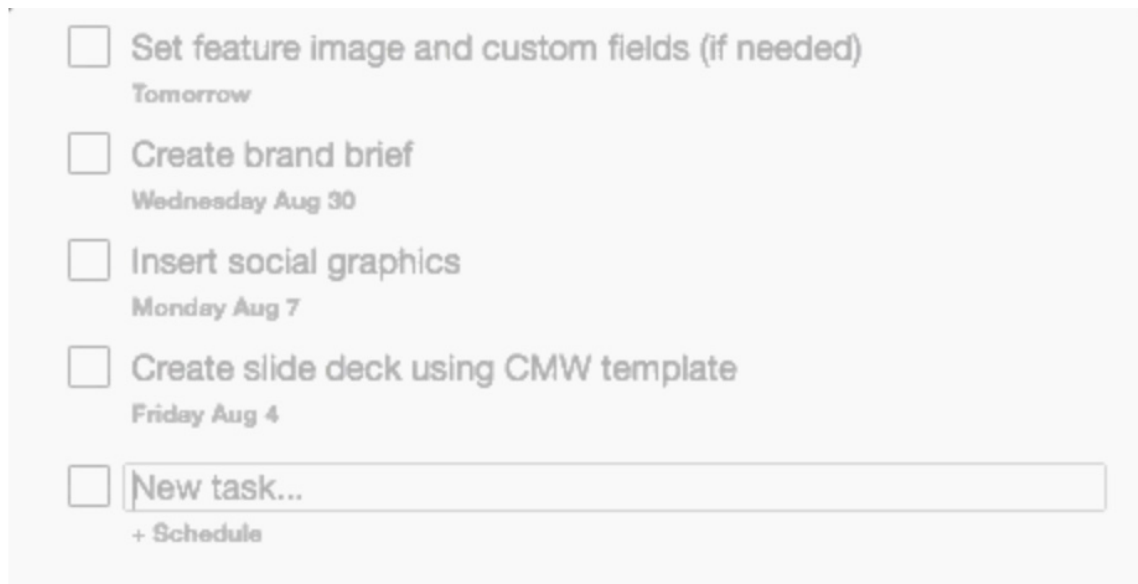 Set feature image and custom fields (if needed)
Tomorrow
Create brand brief
Wednesday Aug 30
Insert social graphics
Monday Aug 7
Create slide deck using CMW template
Friday Aug 4
New task...
+ Schedule